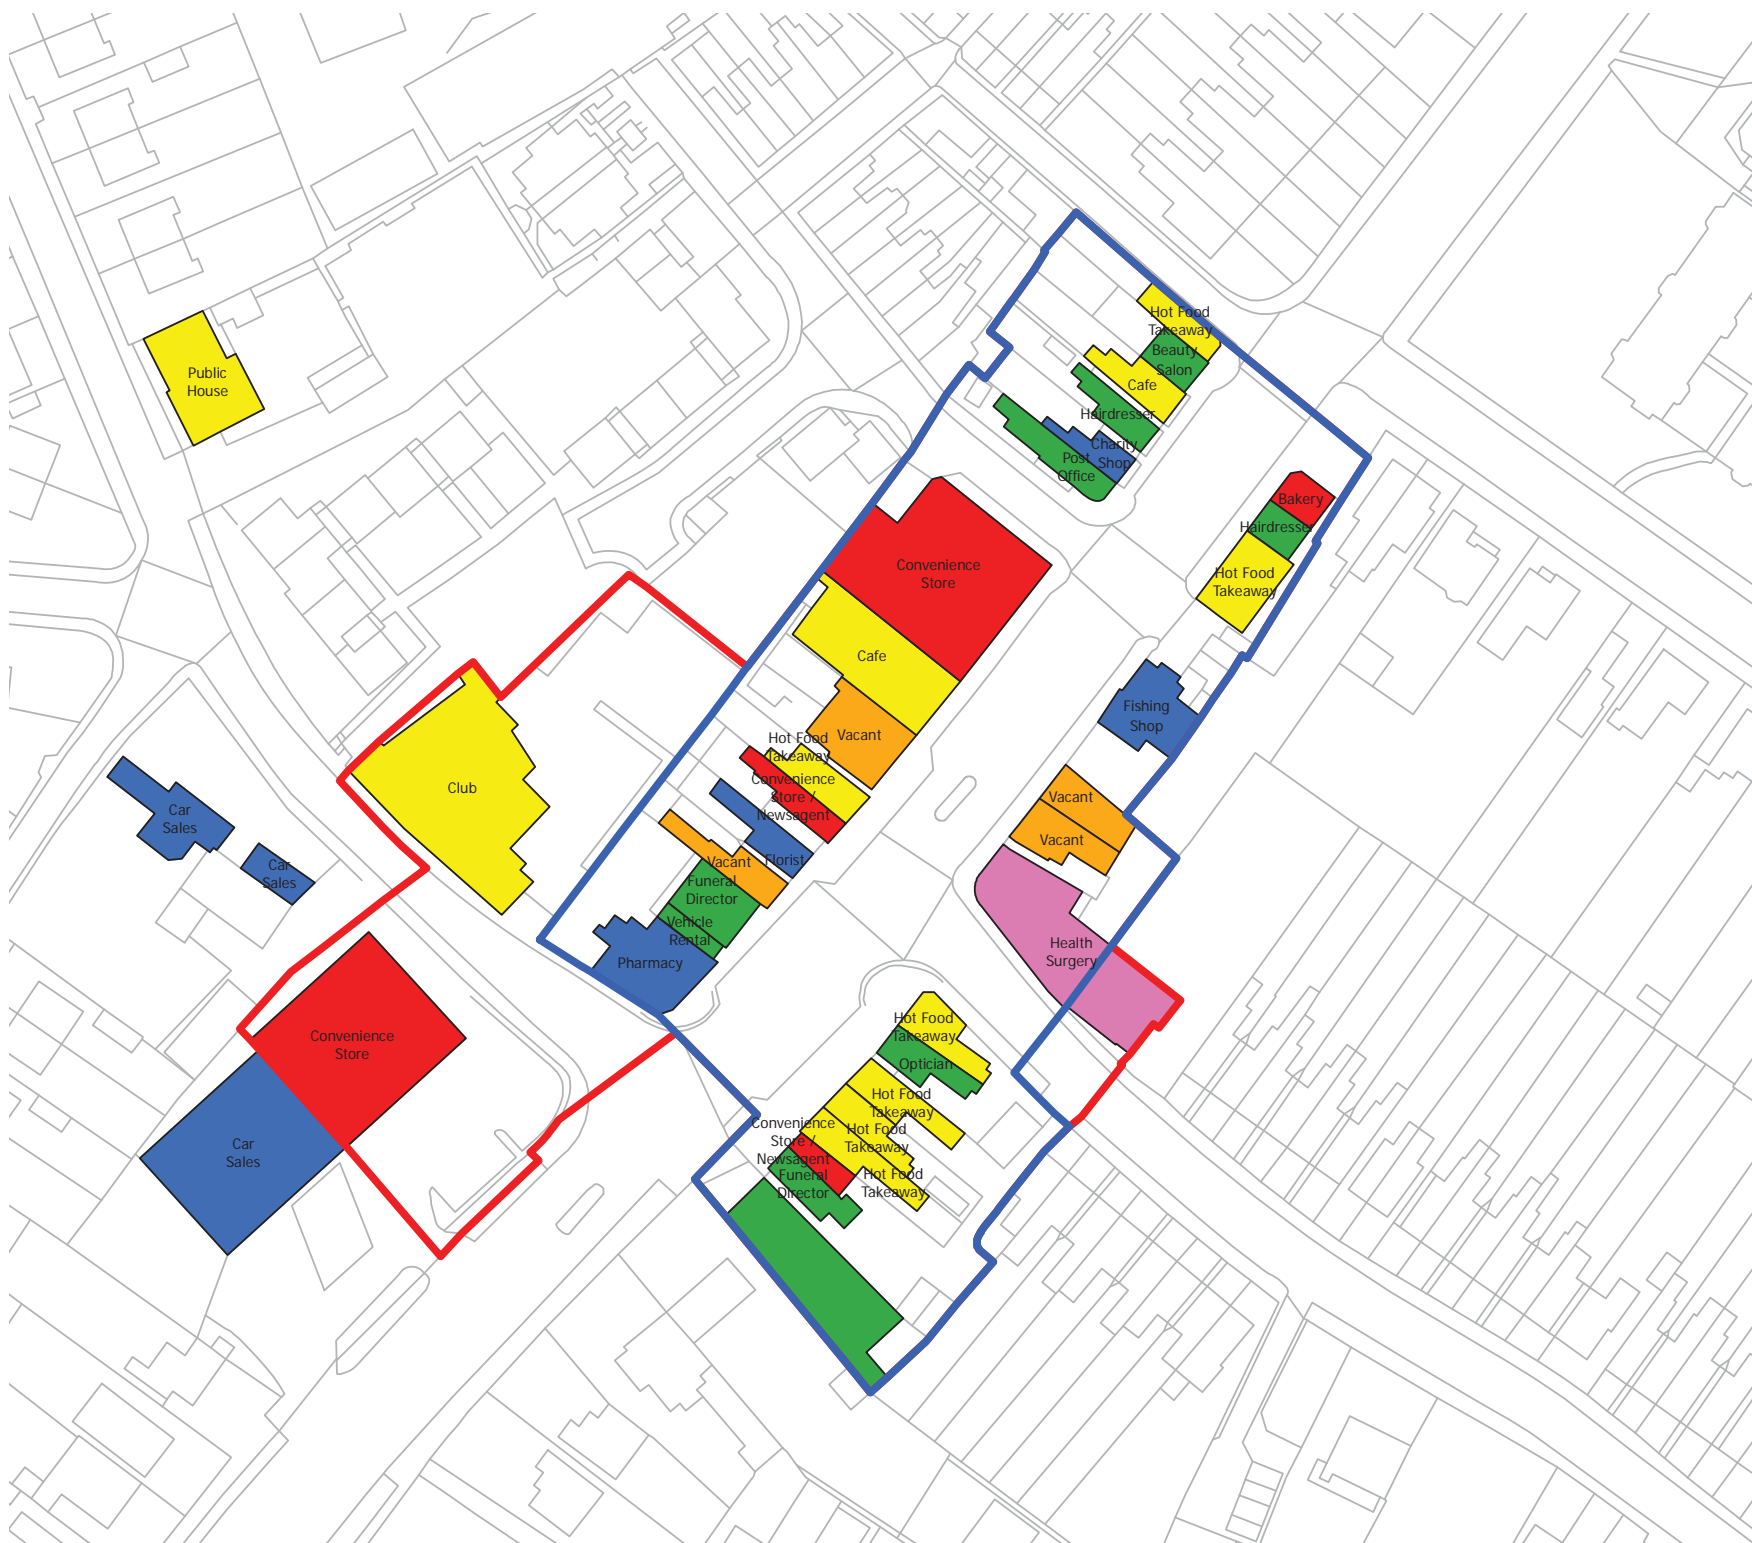 Hot Food
Takeaway
Beauty
Salon
Public
House
Cafe
Hairdresser
Charity
Shop
Post
Office
Bakery
Hairdresser
Convenience
Store
Hot Food
Takeaway
Cafe
Fishing
Shop
Vacant
Hot Food
Takeaway
Convenience
Store /
Newsagent
Club
Vacant
Car
Sales
Vacant
Vacant
Florist
Car
Sales
Funeral
Director
Vehicle
Rental
Health
Surgery
Pharmacy
Hot Food
Takeaway
Convenience
Store
Optician
Hot Food
Takeaway
Convenience
Store /
Newsagent
Hot Food
Takeaway
Car
Sales
Funeral
Director
Hot Food
Takeaway